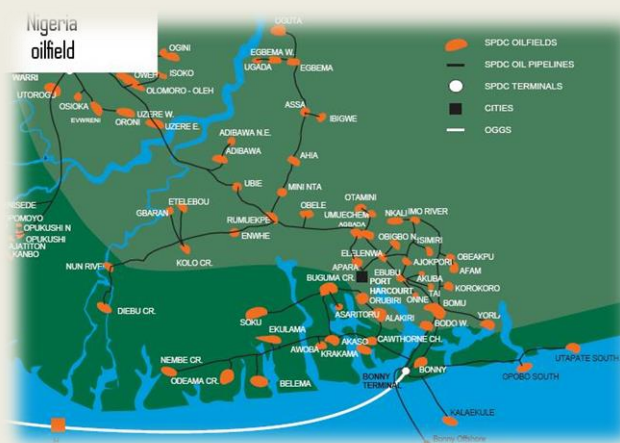 Nigeria
oilfield
SPDC OILFIELDS
SPDC OIL PIPELINES
SPDC TERMINALS
CITIES
OGGS
OGUTA
OGINI
EGBEMA W.
UGADA
EGBEMA
WARRI
OWEH
ISOKO
UTOROGU
OLOMORO - OLEH
OSIOKA
UZERE W.
EVWRENI
ORONI
UZERE E.
ASSA
IBIGWE
ADIBAWA N.E.
ADIBAWA
AHIA
UBIE
MINI NTA
ETELEBOU
GBARAN
OBELE
OTAMINI
RUMUEKPE
UMUECHEM
NKALI
IMO RIVER
AGBADA
OPUKUSHI N
OPUKUSHI
ENWHE
OBIGBO N.
ISIMIRI
KOLO CR.
ELELENWA
OBEAKPU
AJOKPORI
NUN RIVER
APARA
AFAM
EBUBU
AKUBA
BUGUMA CR.
PORT
HARCOURT
TAI
KOROKORO
ORUBIRI
ONNE
BOMU
DIEBU CR.
ASARITORU
ALAKIRI
YORLA
SOKU
BODO W.
EKULAMA
AKASO
CAWTHORNE CH.
AWOBA
KRAKAMA
UTAPATE SOUTH
NEMBE CR.
BONNY
OPOBO SOUTH
ODEAMA CR.
BELEMA
BONNY
TERMINAL
KALAEKULE
Bonny Offshore